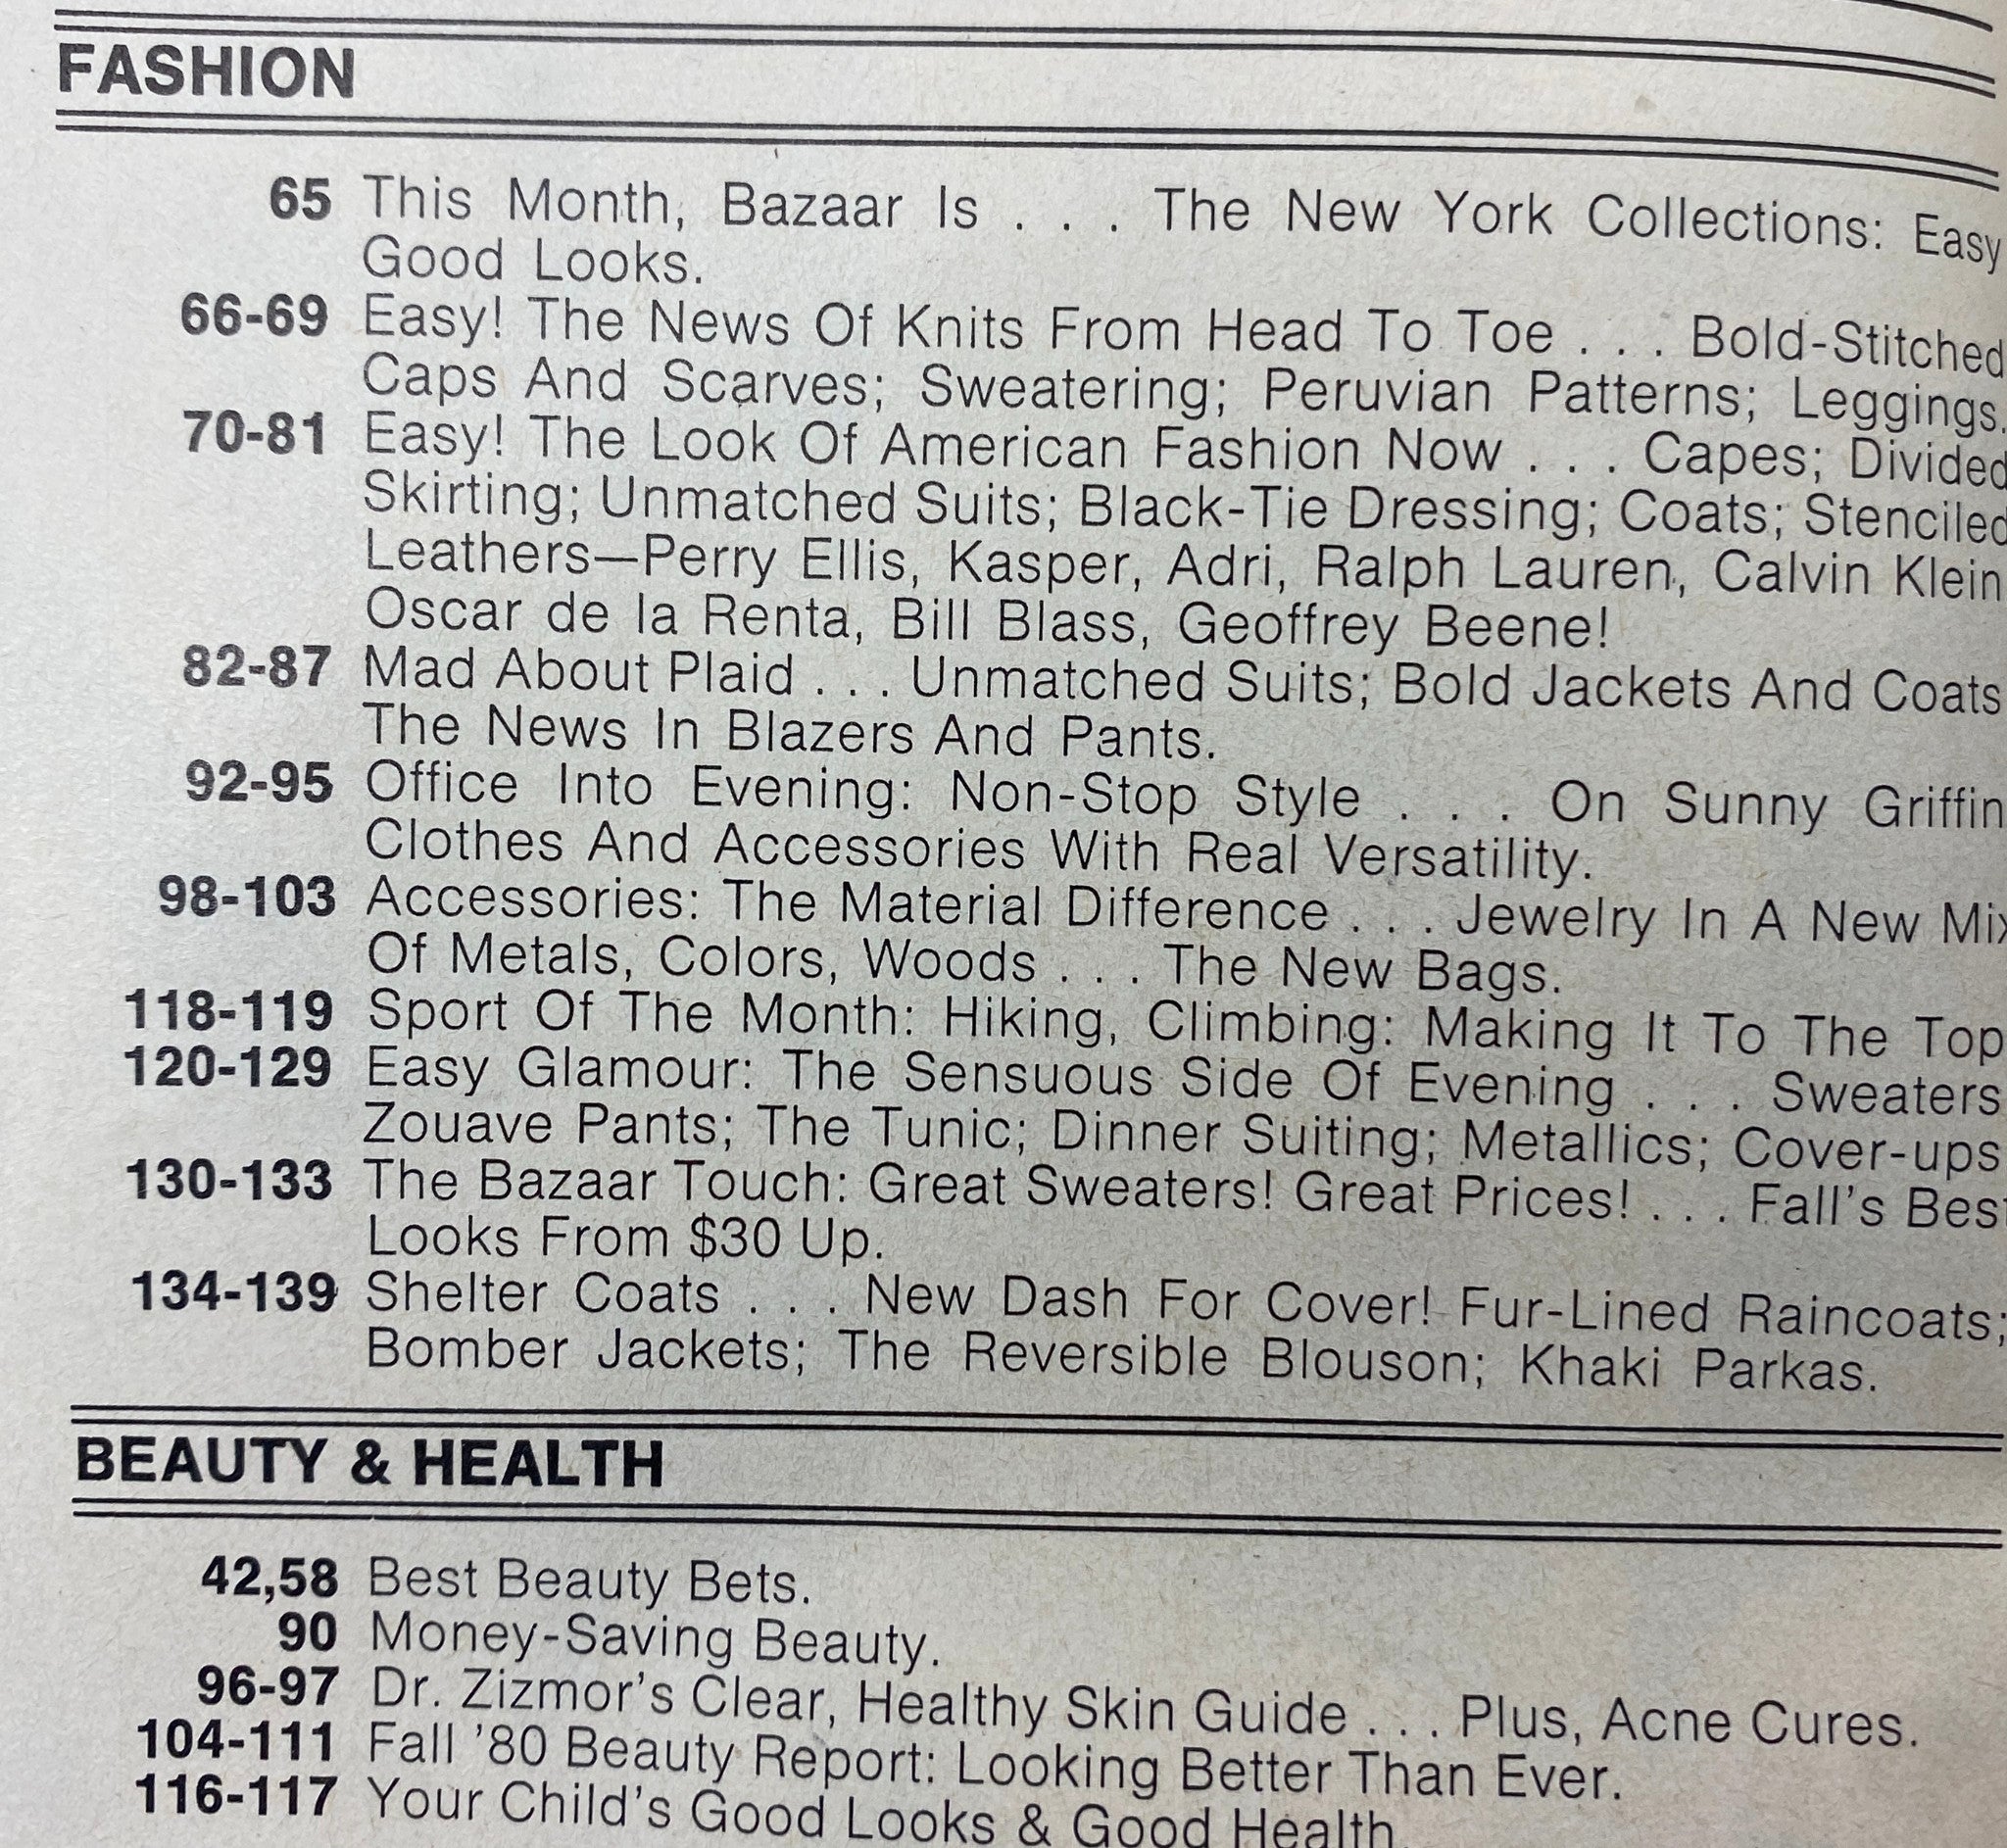 FASHION
65 This Month, Bazaar Is . . . The New York Collections: Easy
Good Looks.
66-69 Easy! The News Of Knits From Head To Toe . . . Bold-Stitched
Caps And Scarves; Sweatering; Peruvian Patterns; Leggings.
70-81 Easy! The Look Of American Fashion Now . . . Capes; Divided
Skirting; Unmatched Suits; Black-Tie Dressing; Coats; Stenciled
Leathers—Perry Ellis, Kasper, Adri, Ralph Lauren, Calvin Klein
Oscar de la Renta, Bill Blass, Geoffrey Beene!
82-87 Mad About Plaid . . . Unmatched Suits; Bold Jackets And Coats
The News In Blazers And Pants.
92-95 Office Into Evening: Non-Stop Style . . . On Sunny Griffin
Clothes And Accessories With Real Versatility.
98-103 Accessories: The Material Difference . . . Jewelry In A New Mix
Of Metals, Colors, Woods . . . The New Bags.
118-119 Sport Of The Month: Hiking, Climbing: Making It To The Top
120-129 Easy Glamour: The Sensuous Side Of Evening . . . Sweaters
Zouave Pants; The Tunic; Dinner Suiting; Metallics; Cover-ups
130-133 The Bazaar Touch: Great Sweaters! Great Prices! . . . Fall's Best
Looks From $30 Up.
134-139 Shelter Coats . . . New Dash For Cover! Fur-Lined Raincoats;
Bomber Jackets; The Reversible Blouson; Khaki Parkas.
BEAUTY & HEALTH
42,58 Best Beauty Bets.
90 Money-Saving Beauty.
96-97 Dr. Zizmor's Clear, Healthy Skin Guide . . . Plus, Acne Cures.
104-111 Fall '80 Beauty Report: Looking Better Than Ever.
116-117 Your Child's Good Looks & Good Health.